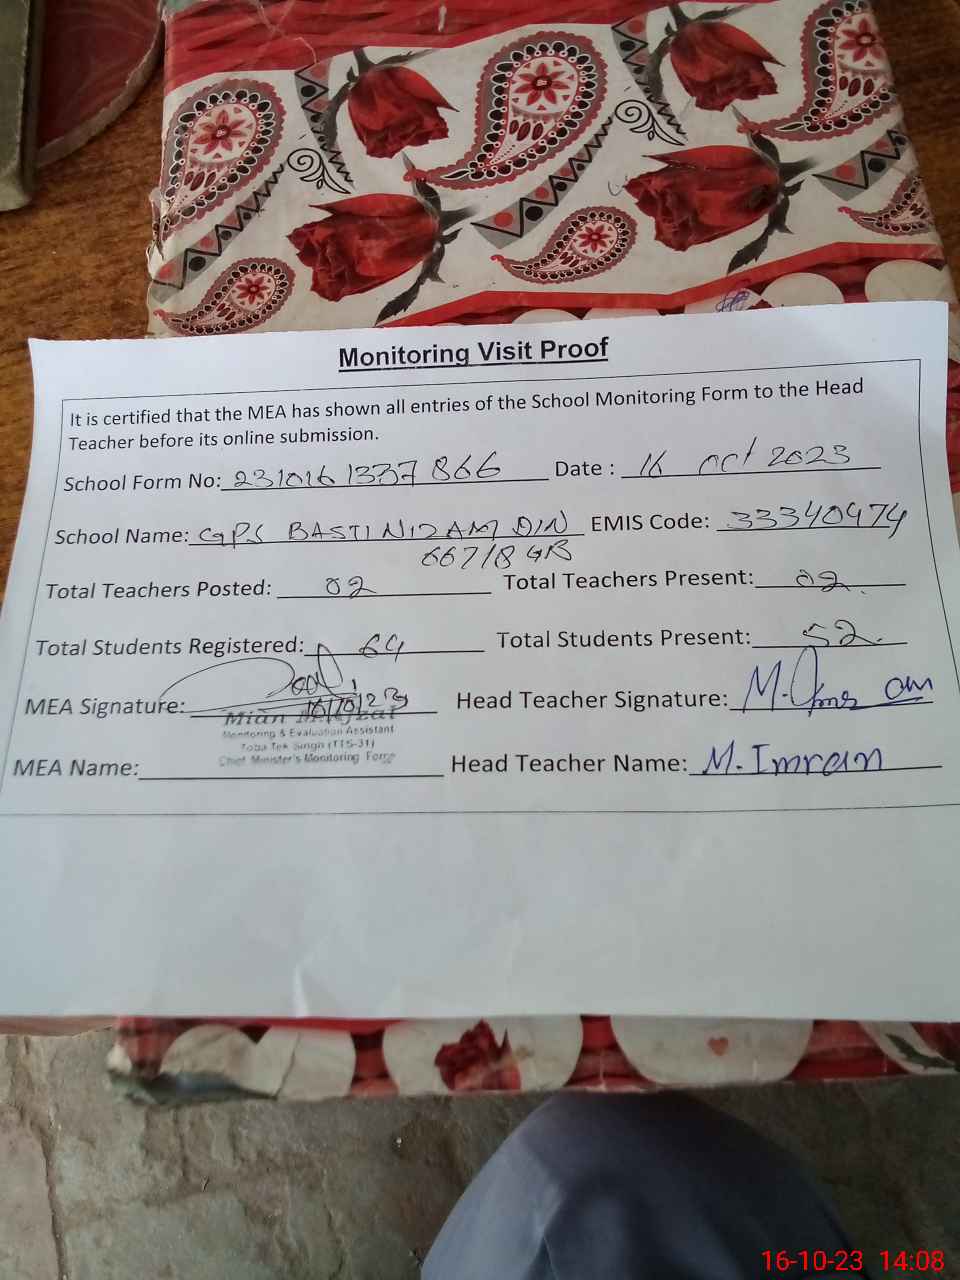 Monitoring Visit Proof
It is certified that the MEA has shown all entries of the School Monitoring Form to the Head
Teacher before its online submission.
School Form No: 231016 1337 866 Date : 16 oct 2023
School Name: GPS BASTI NIZAM DIN EMIS Code: 33340474
667/8 GB
Total Teachers Posted: 02 Total Teachers Present: 02.
Total Students Registered: 64 Total Students Present: 52.
MEA Signature: 16/10/23 Head Teacher Signature:
Mian
Monitoring & Evaluation Assistant
Toba Tek Singh (TTS-31)
Chief Minister's Monitoring Force
MEA Name: Head Teacher Name: M. Imran
16-10-23 14:08